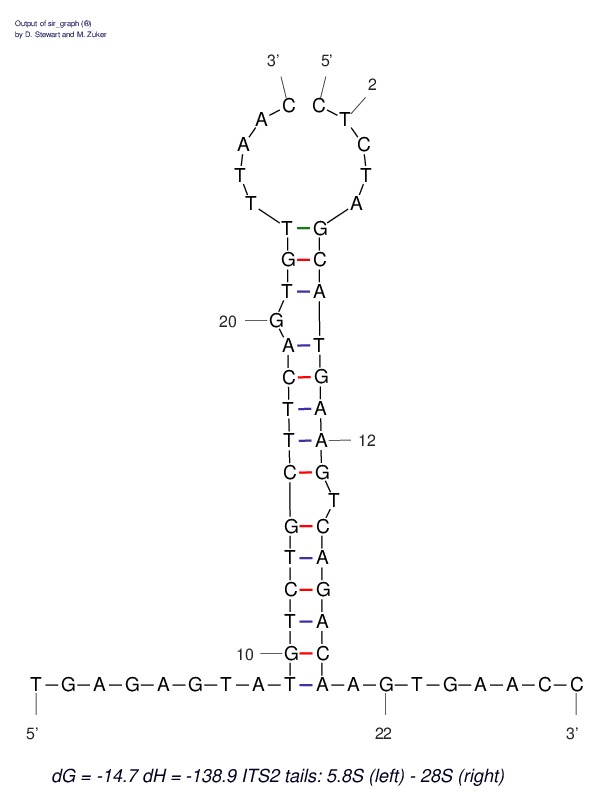 Output of sir_graph (®)
by D. Stewart and M. Zuker
3' 5'
2
C C
A T
A C
T T
T A
T G
G C
T A
20 G
A T
C G
T A
T A 12
C G
T
G C
T A
C G
T A
10 G C
T G A G A G T A T A A G T G A A C C
22
5' 3'
dG = -14.7 dH = -138.9 ITS2 tails: 5.8S (left) - 28S (right)